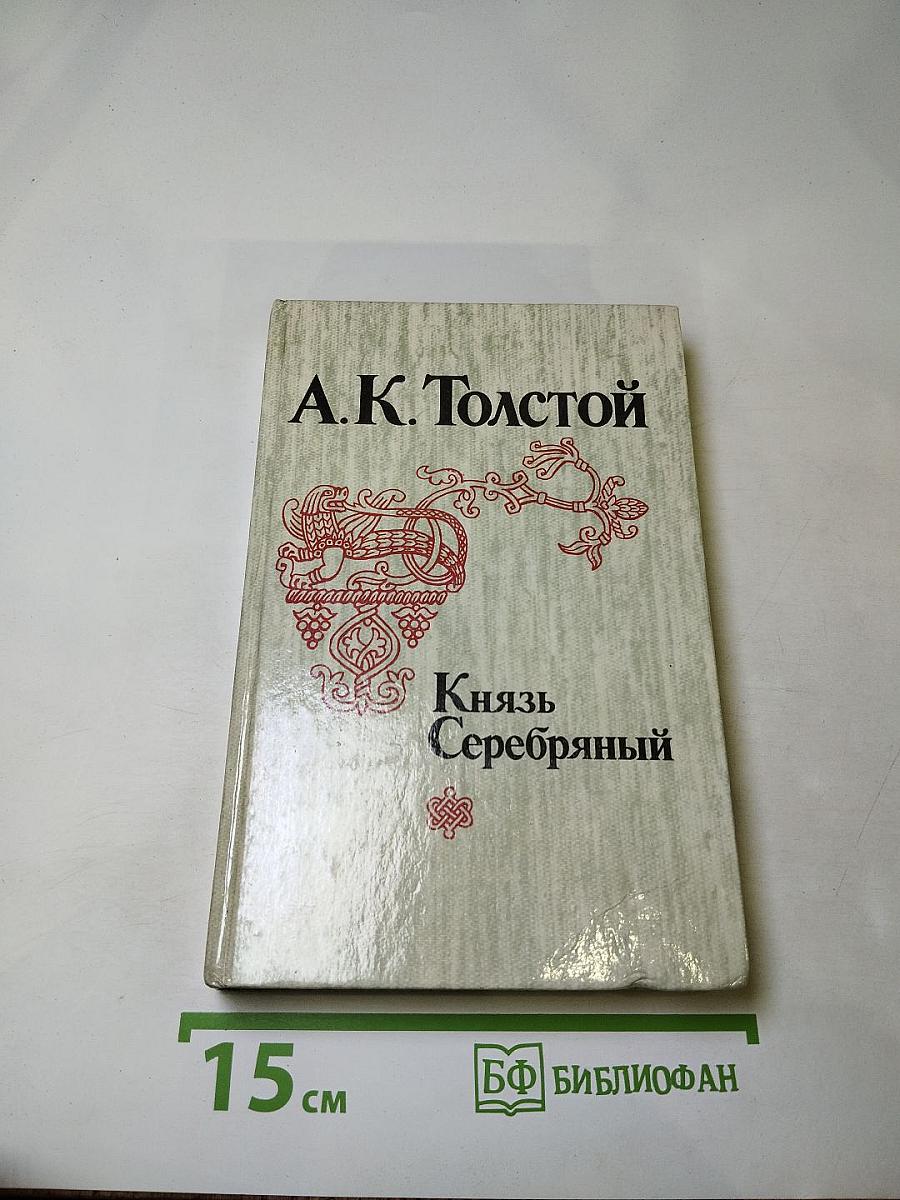 А.К.Толстой
Князь
Серебряный
15 см
БФ БИБЛИОФАН